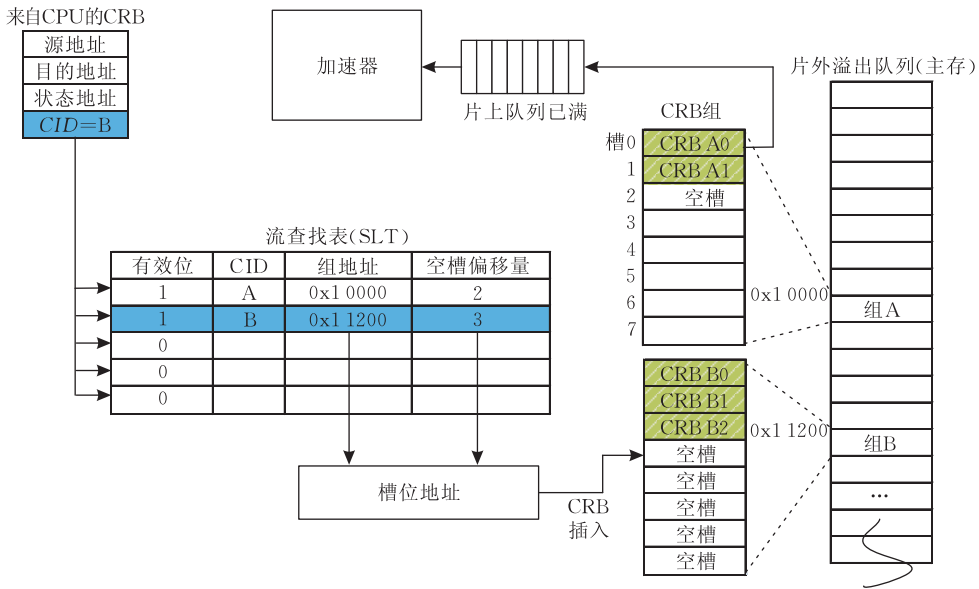 来自CPU的CRB
源地址
目的地址
状态地址
CID=B
加速器
片上队列已满
CRB组
槽0
1
2
3
4
5
6
7
CRB A0
CRB A1
空槽
片外溢出队列(主存)
0x1 0000
组A
0x1 1200
组B
...
流查找表(SLT)
有效位 CID 组地址 空槽偏移量
1 A 0x1 0000 2
1 B 0x1 1200 3
0
0
0
槽位地址
CRB
插入
CRB B0
CRB B1
CRB B2
空槽
空槽
空槽
空槽
空槽